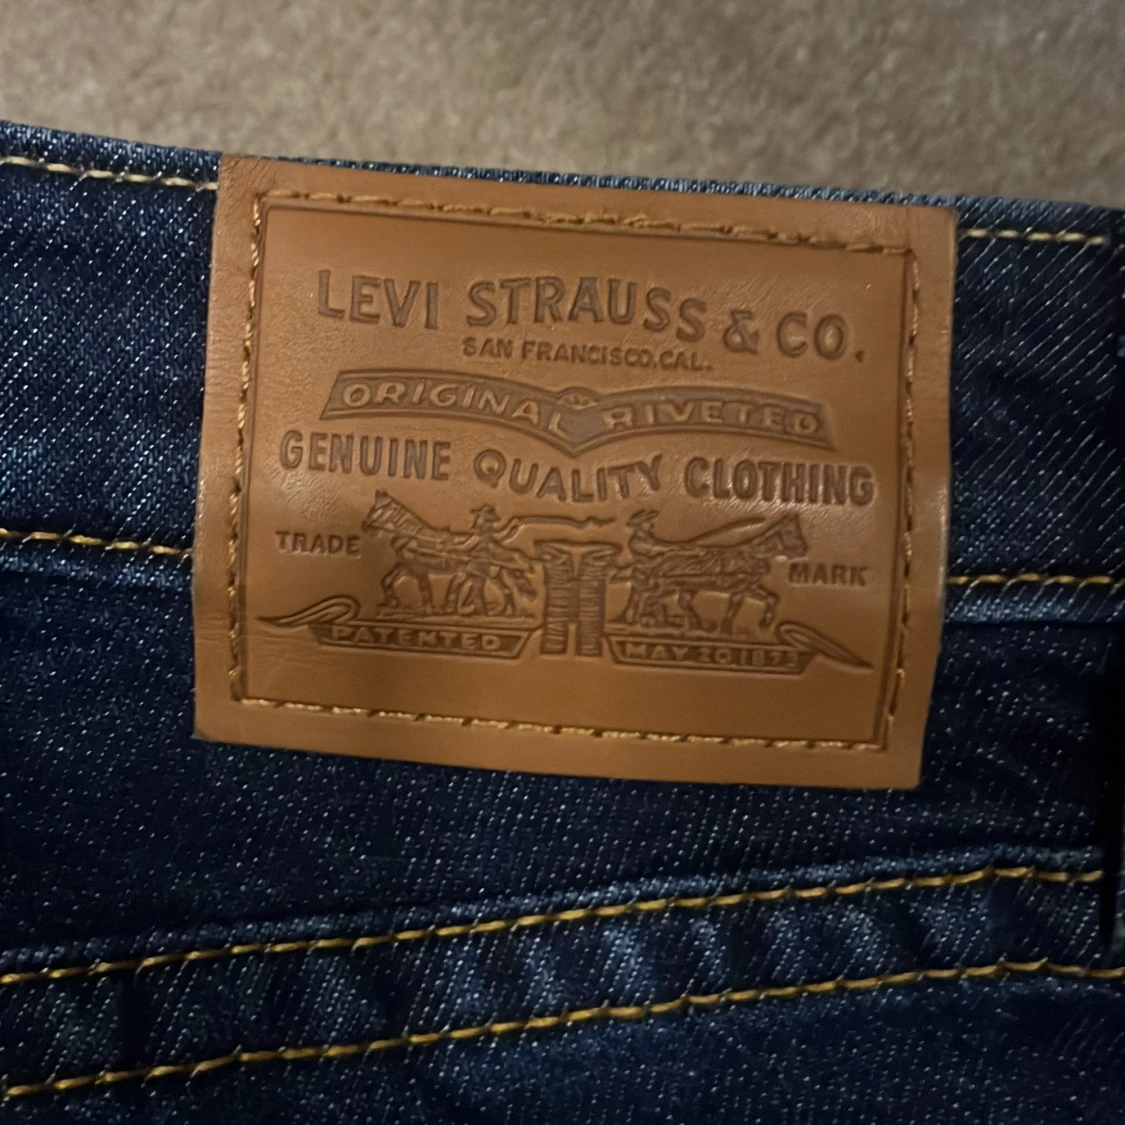 LEVI STRAUSS & CO.
SAN FRANCISCO, CAL.
ORIGINAL RIVETED
GENUINE QUALITY CLOTHING
TRADE MARK
PATENTED MAY 20 1873